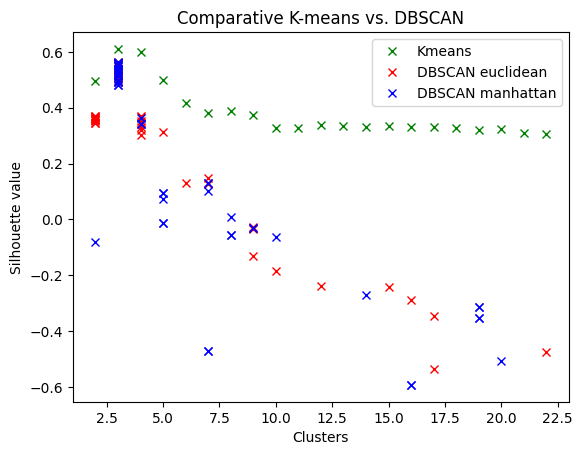 Comparative K-means vs. DBSCAN
Kmeans
DBSCAN euclidean
DBSCAN manhattan
Silhouette value
0.6
0.4
0.2
0.0
−0.2
−0.4
−0.6
2.5 5.0 7.5 10.0 12.5 15.0 17.5 20.0 22.5
Clusters